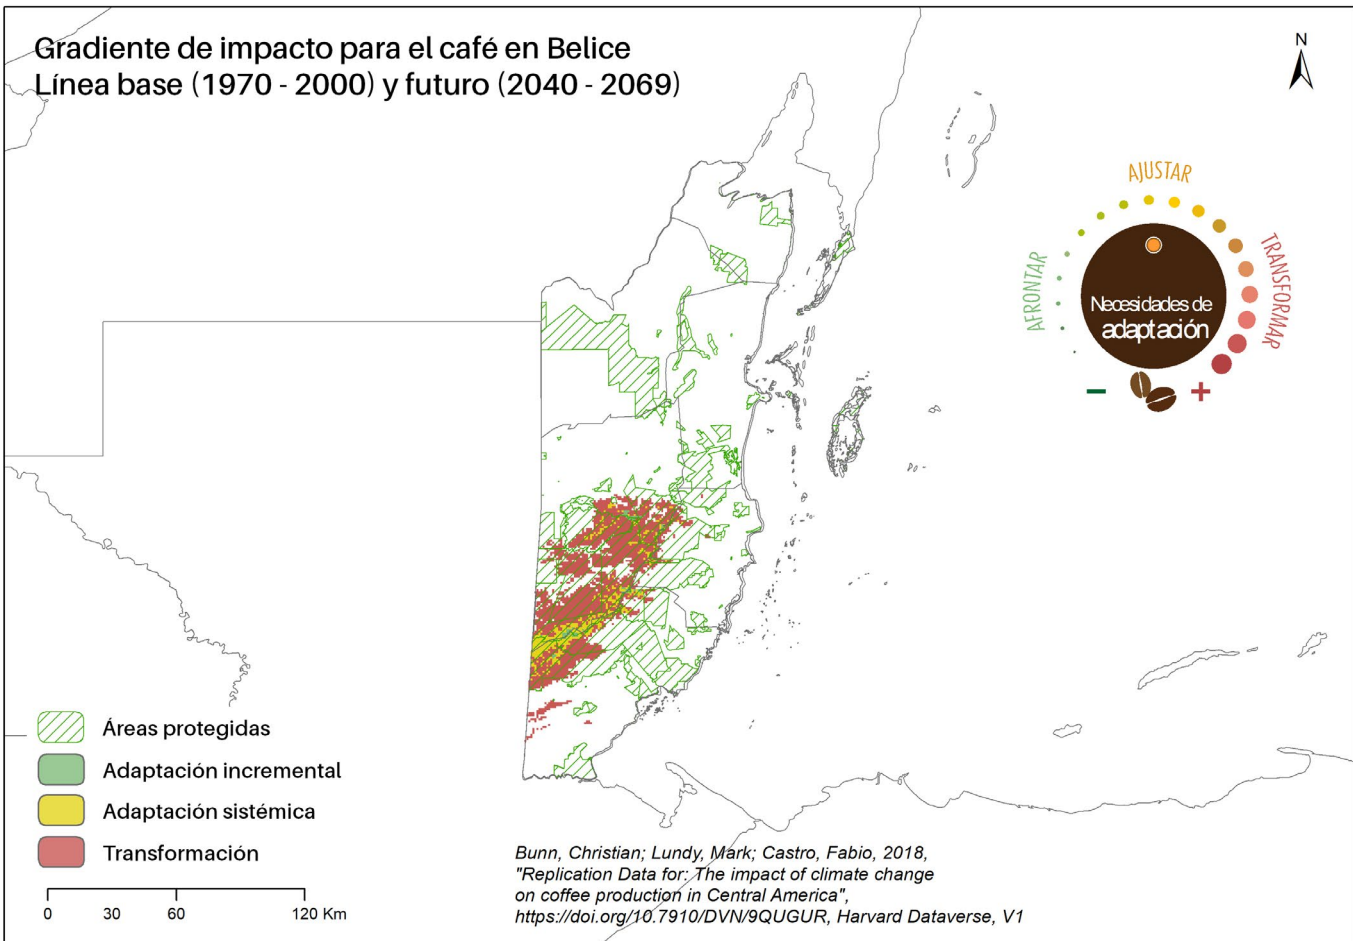 Gradiente de impacto para el café en Belice
Línea base (1970 - 2000) y futuro (2040 - 2069)
N
AJUSTAR
AFRONTAR
TRANSFORMAR
Necesidades de
adaptación
− +
Áreas protegidas
Adaptación incremental
Adaptación sistémica
Transformación
0 30 60 120 Km
Bunn, Christian; Lundy, Mark; Castro, Fabio, 2018,
"Replication Data for: The impact of climate change
on coffee production in Central America",
https://doi.org/10.7910/DVN/9QUGUR, Harvard Dataverse, V1